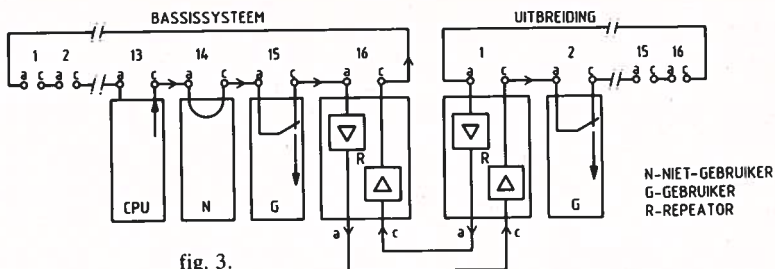 BASSISSYSTEEM
UITBREIDING
1 2 13 14 15 16
1 2 15 16
a c a c a c a c a c a c
a c a c a c a c
CPU N G R
R G
N-NIET-GEBRUIKER
G-GEBRUIKER
R-REPEATOR
a c a c
fig. 3.